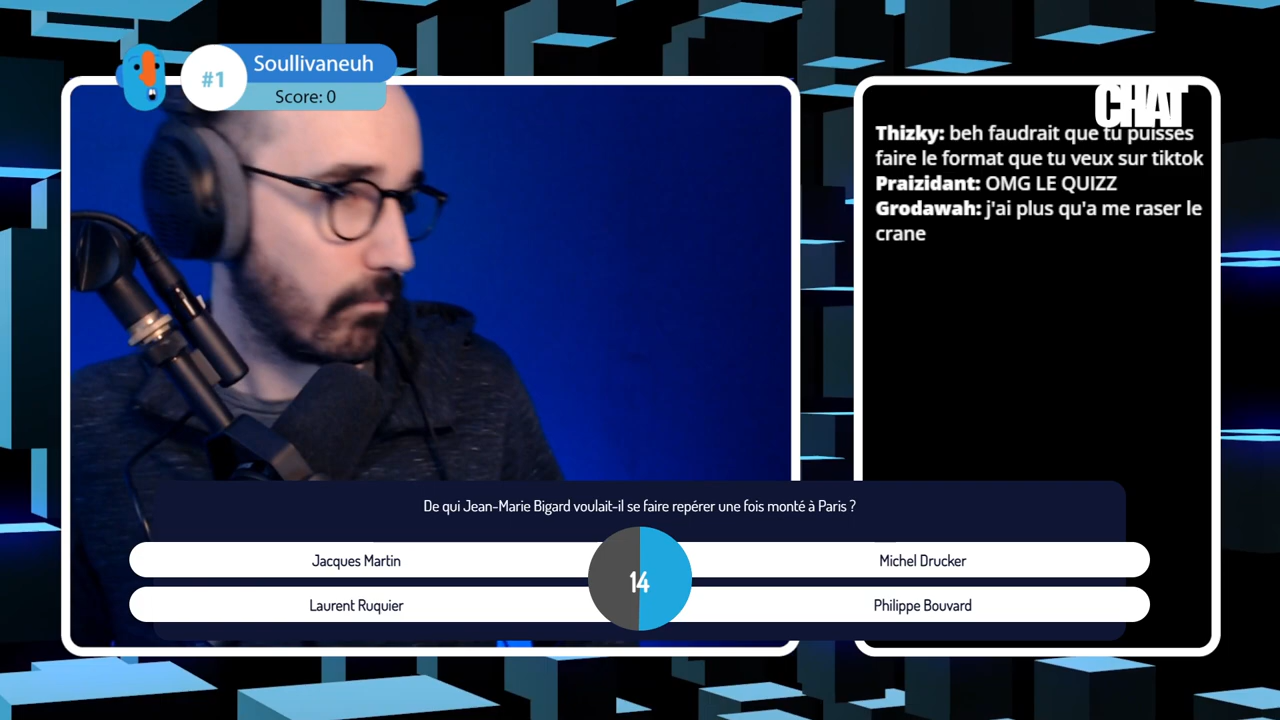 #1
Soullivaneuh
Score: 0
CHAT
Thizky: beh faudrait que tu puisses
faire le format que tu veux sur tiktok
Praizidant: OMG LE QUIZZ
Grodawah: j'ai plus qu'a me raser le
crane
De qui Jean-Marie Bigard voulait-il se faire repérer une fois monté à Paris ?
Jacques Martin
Michel Drucker
14
Laurent Ruquier
Philippe Bouvard